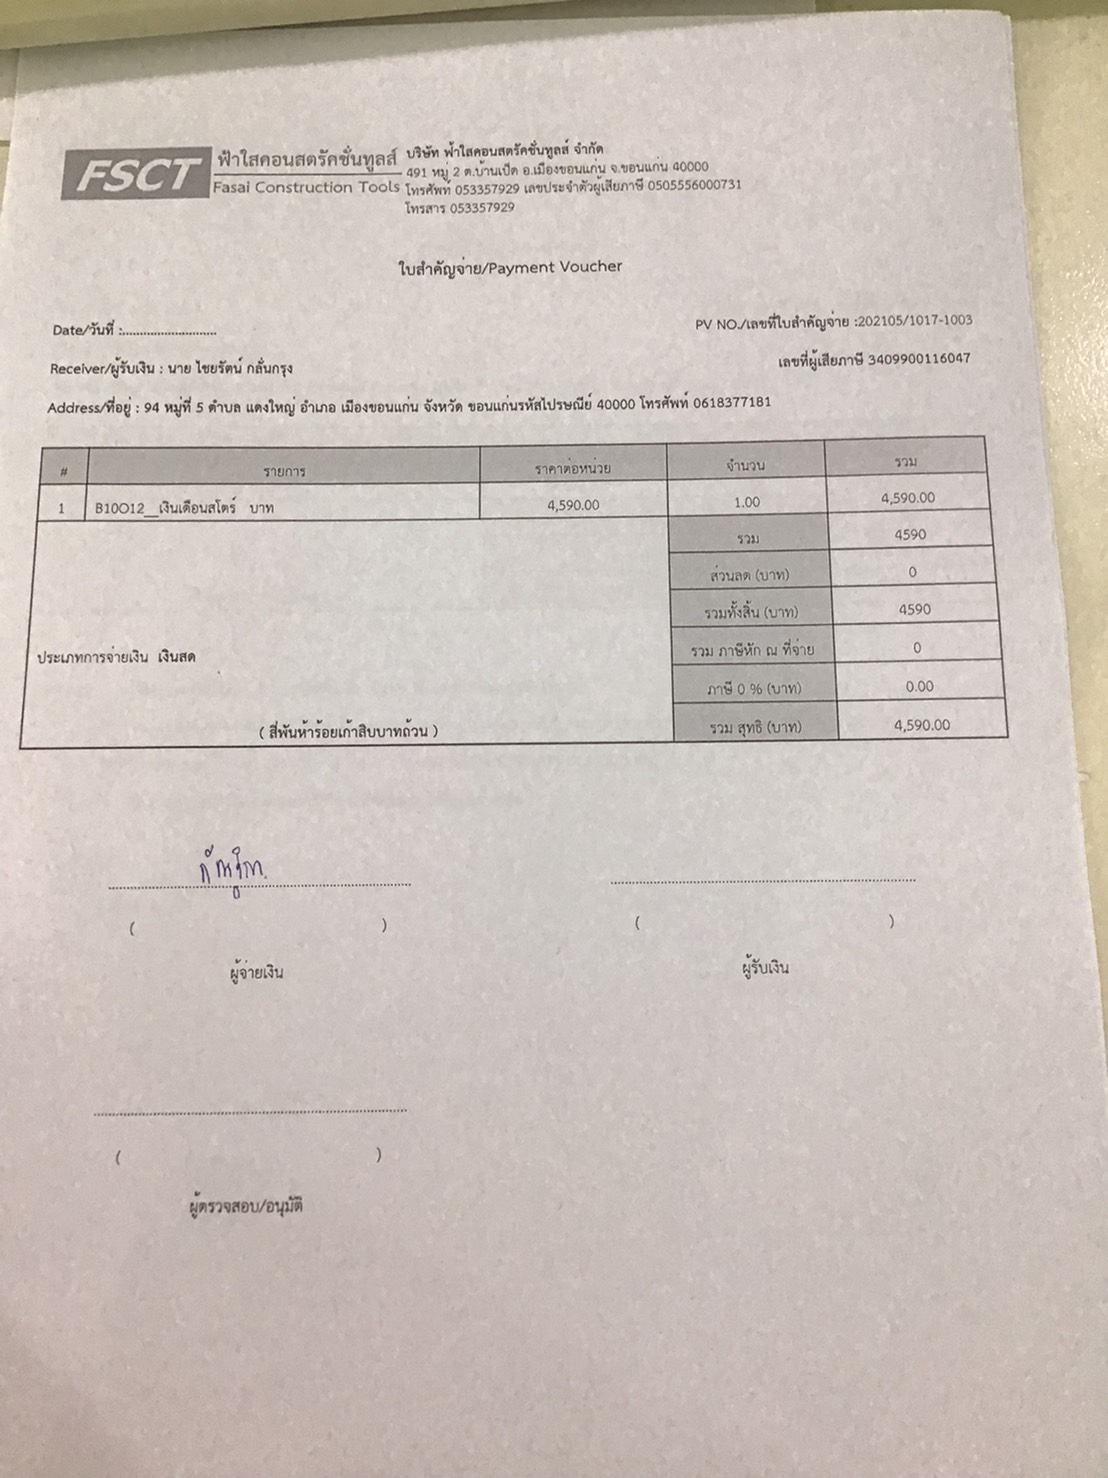 FSCT
ฟ้าใสคอนสตรัคชั่นทูลส์
Fasai Construction Tools
บริษัท ฟ้าใสคอนสตรัคชั่นทูลส์ จำกัด
491 หมู่ 2 ต.บ้านเป็ด อ.เมืองขอนแก่น จ.ขอนแก่น 40000
โทรศัพท์ 053357929 เลขประจำตัวผู้เสียภาษี 0505556000731
โทรสาร 053357929
ใบสำคัญจ่าย/Payment Voucher
Date/วันที่ :...........................
PV NO./เลขที่ใบสำคัญจ่าย :202105/1017-1003
Receiver/ผู้รับเงิน : นาย ไชยรัตน์ กลั่นกรุง
เลขที่ผู้เสียภาษี 3409900116047
Address/ที่อยู่ : 94 หมู่ที่ 5 ตำบล แดงใหญ่ อำเภอ เมืองขอนแก่น จังหวัด ขอนแก่นรหัสไปรษณีย์ 40000 โทรศัพท์ 0618377181
# รายการ ราคาต่อหน่วย จำนวน รวม
1 B10O12__เงินเดือนสโตร์ บาท 4,590.00 1.00 4,590.00
รวม 4590
ส่วนลด (บาท) 0
รวมทั้งสิ้น (บาท) 4590
ประเภทการจ่ายเงิน เงินสด
รวม ภาษีหัก ณ ที่จ่าย 0
ภาษี 0 % (บาท) 0.00
( สี่พันห้าร้อยเก้าสิบบาทถ้วน )
รวม สุทธิ (บาท) 4,590.00
( )
( )
ผู้จ่ายเงิน
ผู้รับเงิน
( )
ผู้ตรวจสอบ/อนุมัติ